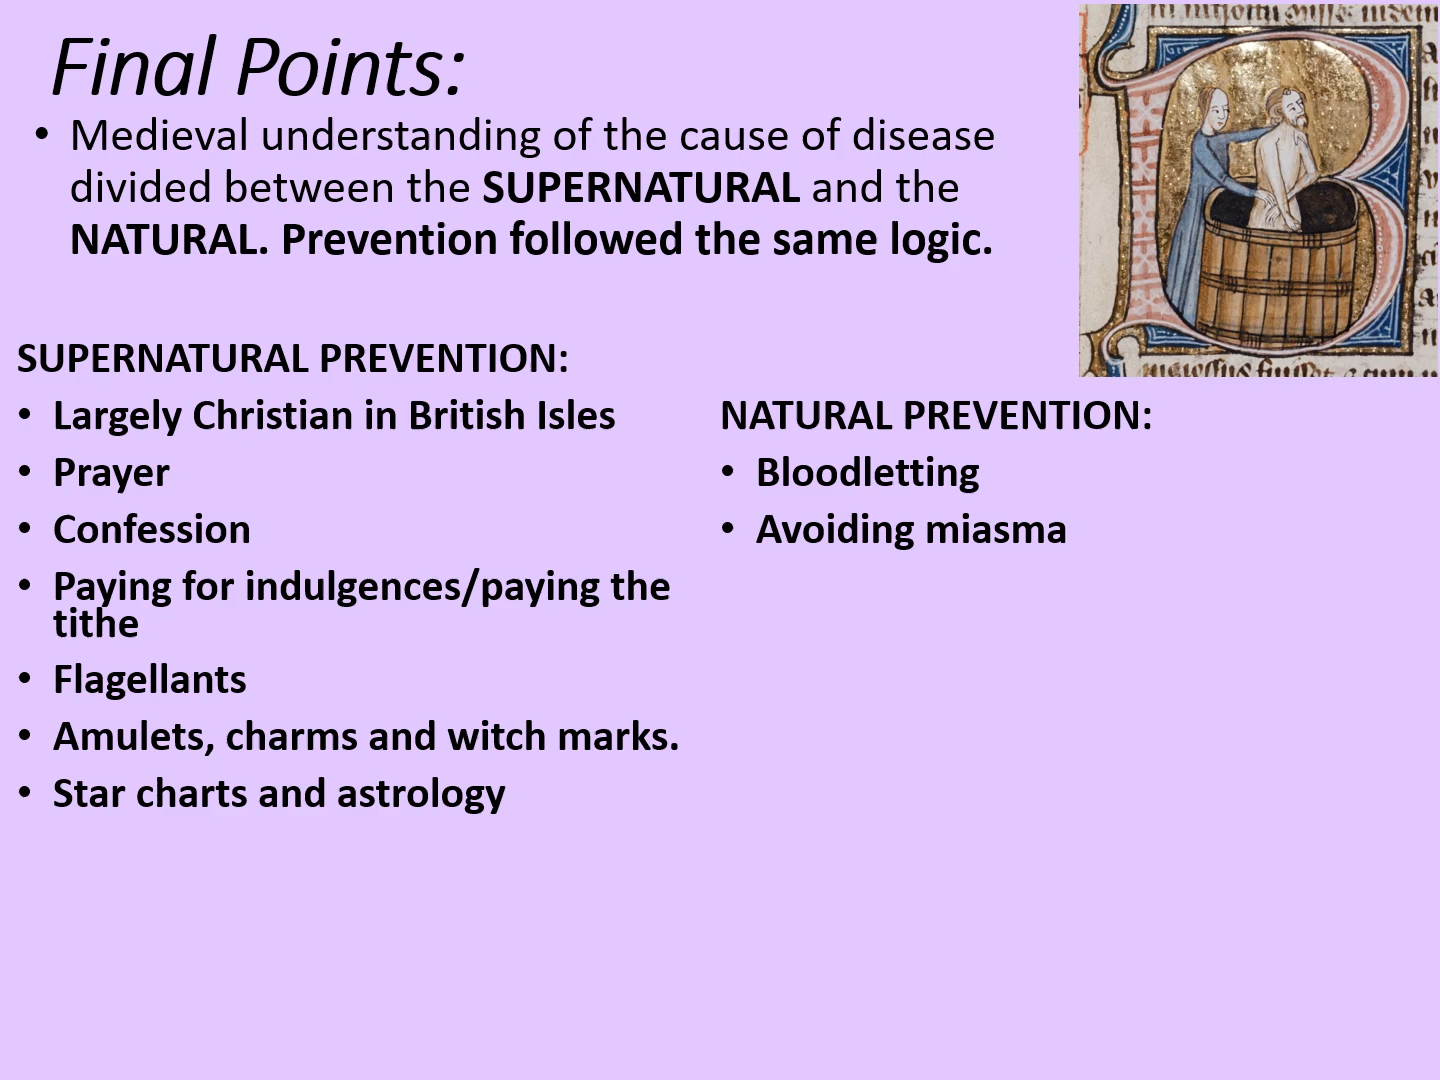 Final Points:
• Medieval understanding of the cause of disease
divided between the SUPERNATURAL and the
NATURAL. Prevention followed the same logic.
SUPERNATURAL PREVENTION:
• Largely Christian in British Isles
• Prayer
• Confession
• Paying for indulgences/paying the
tithe
• Flagellants
• Amulets, charms and witch marks.
• Star charts and astrology
NATURAL PREVENTION:
• Bloodletting
• Avoiding miasma